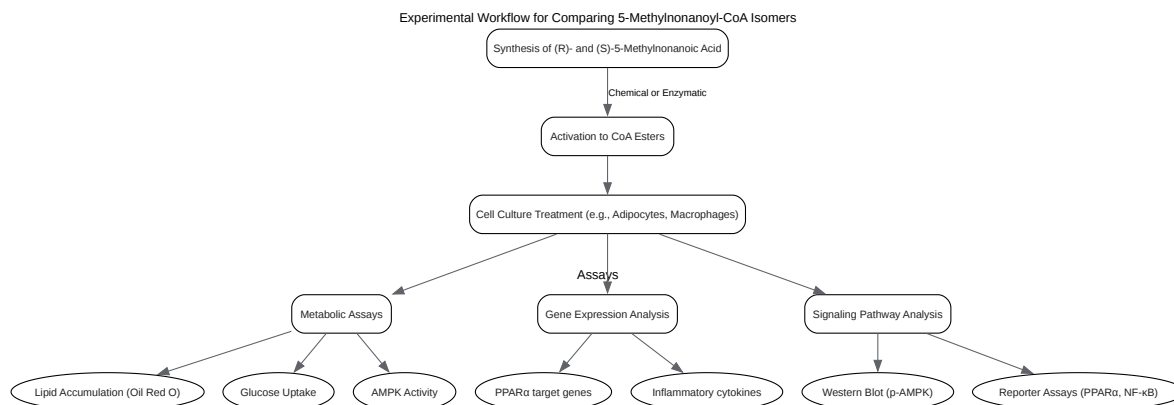 Experimental Workflow for Comparing 5-Methylnonanoyl-CoA Isomers
Synthesis of (R)- and (S)-5-Methylnonanoic Acid
Chemical or Enzymatic
Activation to CoA Esters
Cell Culture Treatment (e.g., Adipocytes, Macrophages)
Assays
Metabolic Assays
Gene Expression Analysis
Signaling Pathway Analysis
Lipid Accumulation (Oil Red O)
Glucose Uptake
AMPK Activity
PPARα target genes
Inflammatory cytokines
Western Blot (p-AMPK)
Reporter Assays (PPARα, NF-κB)